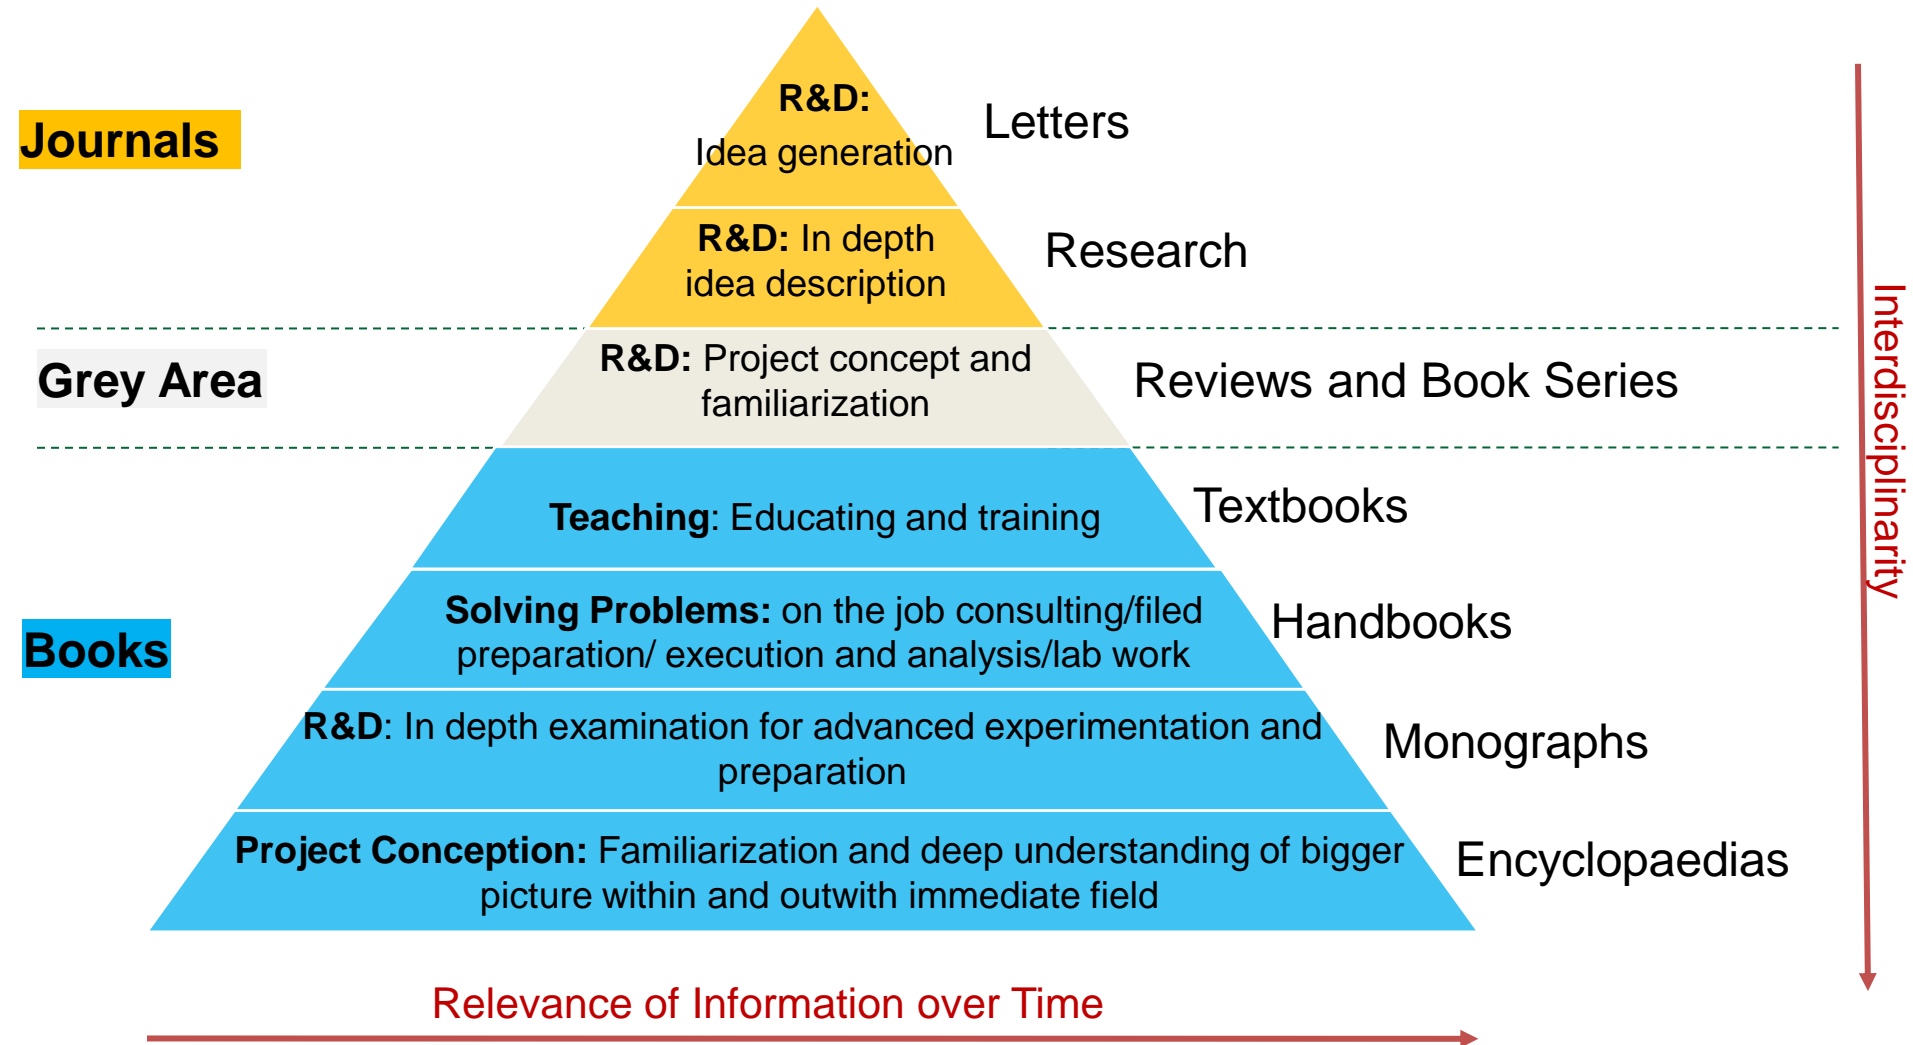 Journals
R&D:
Idea generation
Letters
R&D: In depth
idea description
Research
Grey Area
R&D: Project concept and
familiarization
Reviews and Book Series
Interdisciplinarity
Teaching: Educating and training
Textbooks
Books
Solving Problems: on the job consulting/filed
preparation/ execution and analysis/lab work
Handbooks
R&D: In depth examination for advanced experimentation and
preparation
Monographs
Project Conception: Familiarization and deep understanding of bigger
picture within and outwith immediate field
Encyclopaedias
Relevance of Information over Time